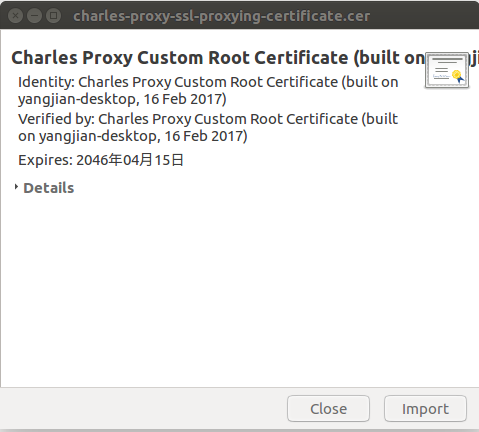 charles-proxy-ssl-proxying-certificate.cer
Charles Proxy Custom Root Certificate (built on
Identity: Charles Proxy Custom Root Certificate (built on
yangjian-desktop, 16 Feb 2017)
Verified by: Charles Proxy Custom Root Certificate (built
on yangjian-desktop, 16 Feb 2017)
Expires: 2046年04月15日
Details
Close
Import